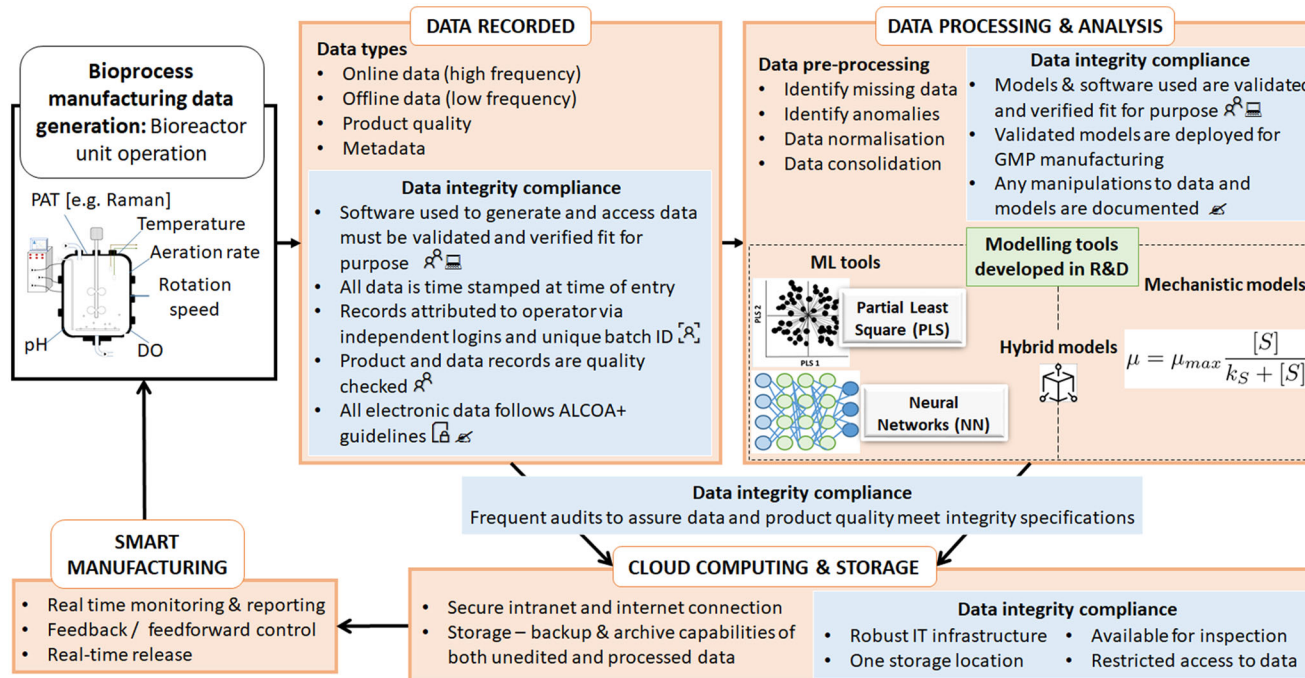 Bioprocess
manufacturing data
generation: Bioreactor
unit operation
PAT [e.g. Raman]
Temperature
Aeration rate
Rotation
speed
pH
DO
DATA RECORDED
Data types
• Online data (high frequency)
• Offline data (low frequency)
• Product quality
• Metadata
Data integrity compliance
• Software used to generate and access data
must be validated and verified fit for
purpose
• All data is time stamped at time of entry
• Records attributed to operator via
independent logins and unique batch ID
• Product and data records are quality
checked
• All electronic data follows ALCOA+
guidelines
DATA PROCESSING & ANALYSIS
Data pre-processing
• Identify missing data
• Identify anomalies
• Data normalisation
• Data consolidation
Data integrity compliance
• Models & software used are validated
and verified fit for purpose
• Validated models are deployed for
GMP manufacturing
• Any manipulations to data and
models are documented
Modelling tools
developed in R&D
ML tools
PLS 2
PLS 1
Partial Least
Square (PLS)
Neural
Networks (NN)
Hybrid models
Mechanistic models
μ = μmax [S] / kS + [S]
Data integrity compliance
Frequent audits to assure data and product quality meet integrity specifications
CLOUD COMPUTING & STORAGE
• Secure intranet and internet connection
• Storage – backup & archive capabilities of
both unedited and processed data
Data integrity compliance
• Robust IT infrastructure
• One storage location
• Available for inspection
• Restricted access to data
SMART
MANUFACTURING
• Real time monitoring & reporting
• Feedback / feedforward control
• Real-time release